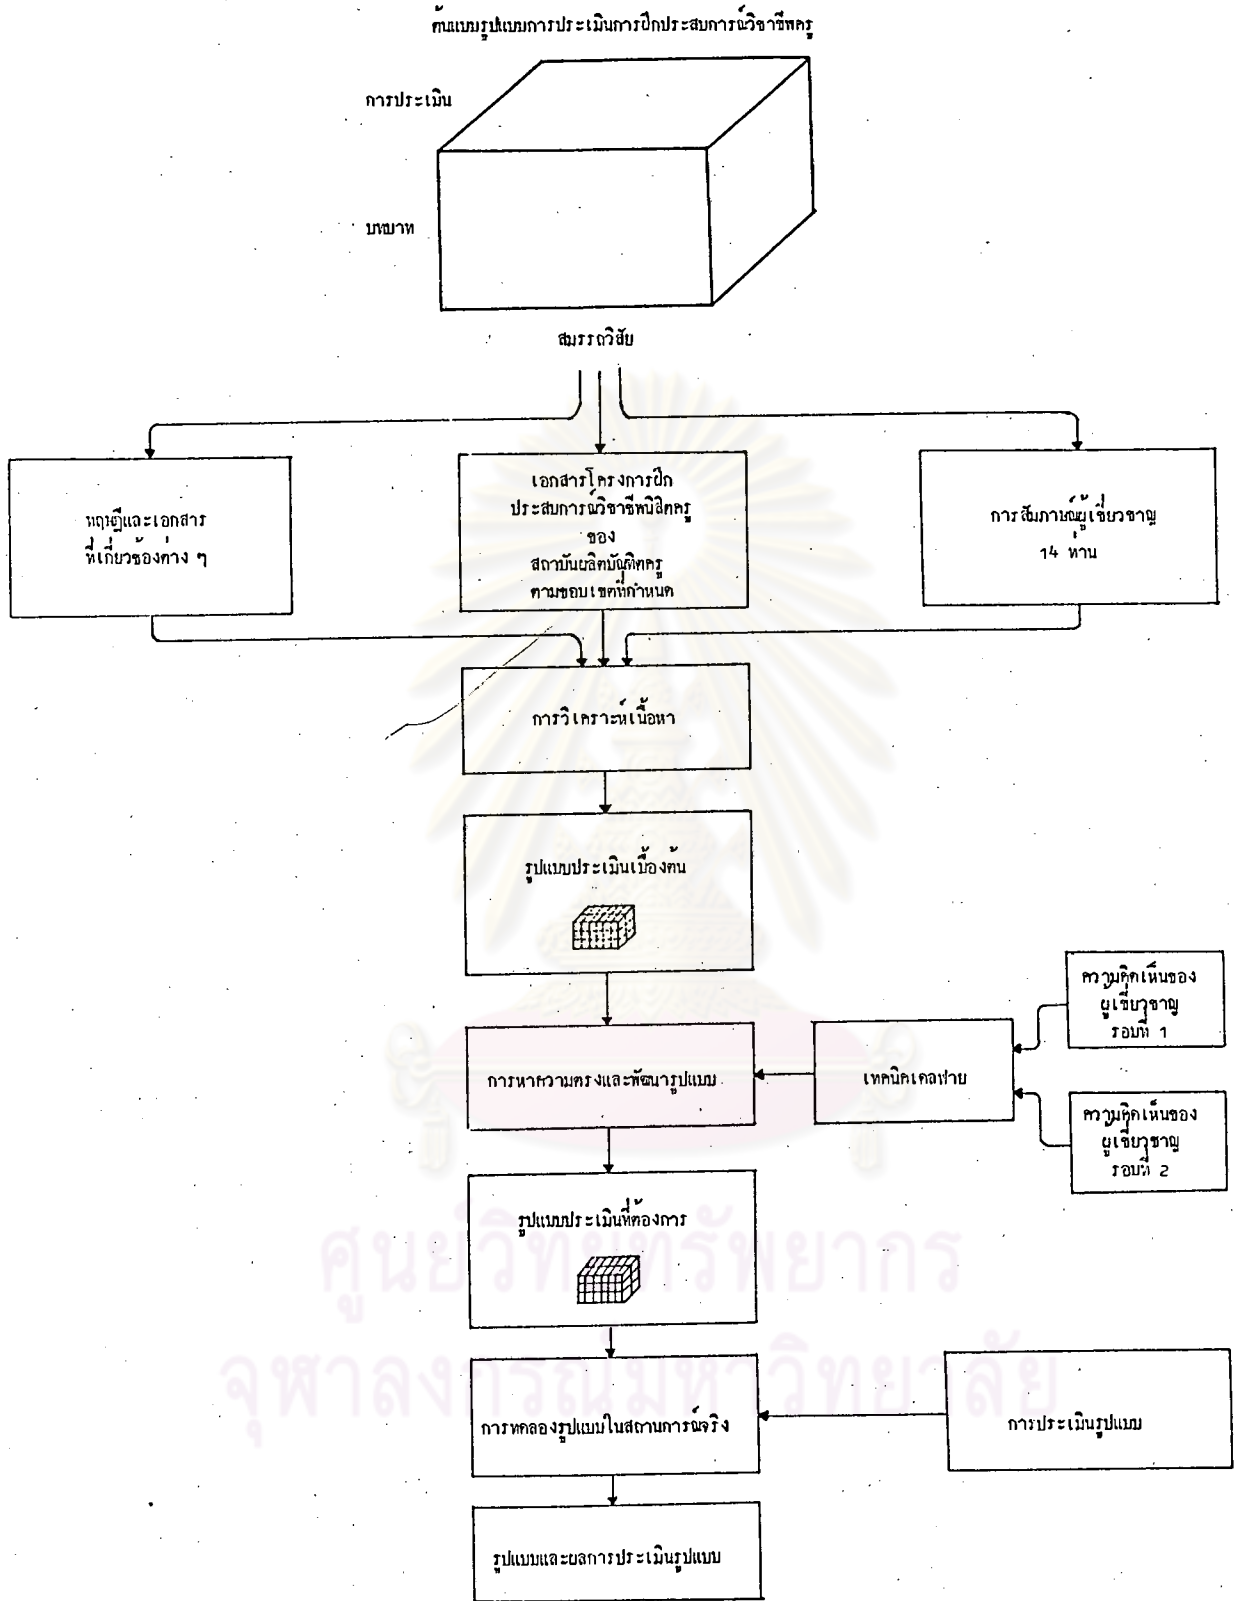 ต้นแบบรูปแบบการประเมินการฝึกประสบการณ์วิชาชีพครู
การประเมิน
บทบาท
สมรรถวิสัย
ทฤษฎีและเอกสาร
ที่เกี่ยวข้องต่าง ๆ
เอกสารโครงการฝึก
ประสบการณ์วิชาชีพนิสิตครู
ของ
สถาบันผลิตบัณฑิตครู
ตามขอบเขตที่กำหนด
การสัมภาษณ์ผู้เชี่ยวชาญ
14 ท่าน
การวิเคราะห์เนื้อหา
รูปแบบประเมินเบื้องต้น
ความคิดเห็นของ
ผู้เชี่ยวชาญ
รอบที่ 1
การหาความตรงและพัฒนารูปแบบ
เทคนิคเดลฟาย
ความคิดเห็นของ
ผู้เชี่ยวชาญ
รอบที่ 2
รูปแบบประเมินที่ต้องการ
ศูนย์วิทยทรัพยากร
จุฬาลงกรณ์มหาวิทยาลัย
การทดลองรูปแบบในสถานการณ์จริง
การประเมินรูปแบบ
รูปแบบและผลการประเมินรูปแบบ